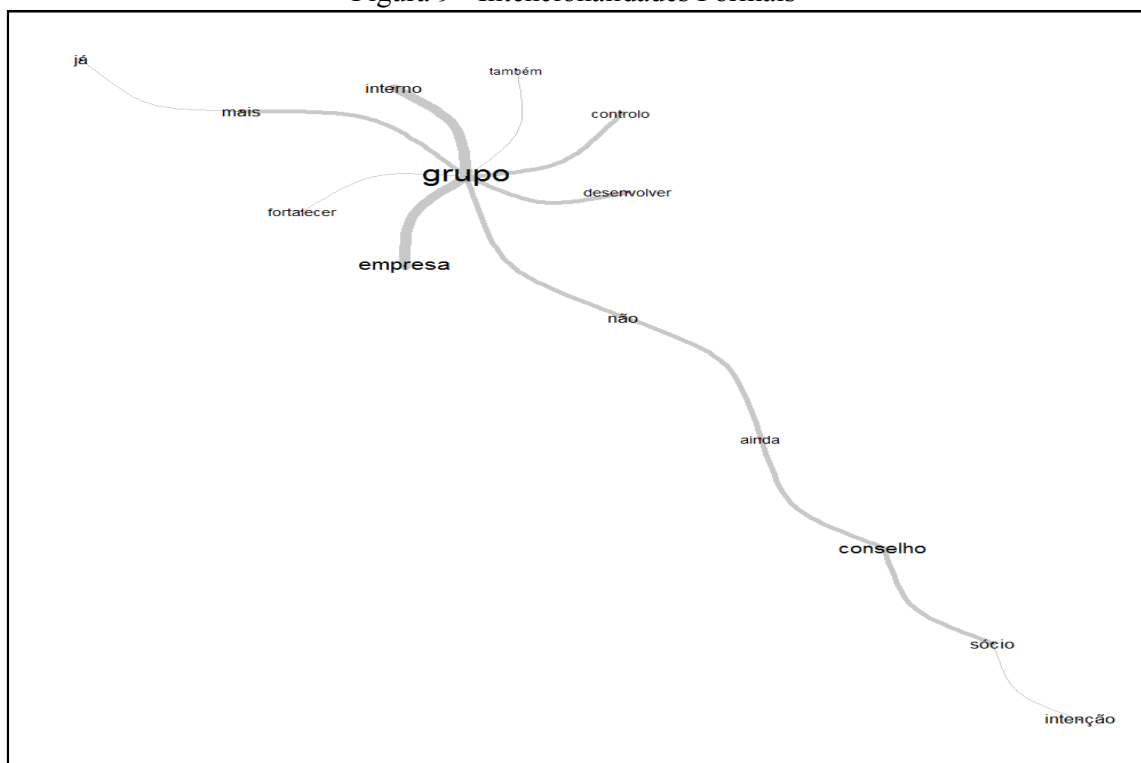 já
interno
também
mais
controlo
grupo
desenvolver
fortalecer
empresa
não
ainda
conselho
sócio
intenção